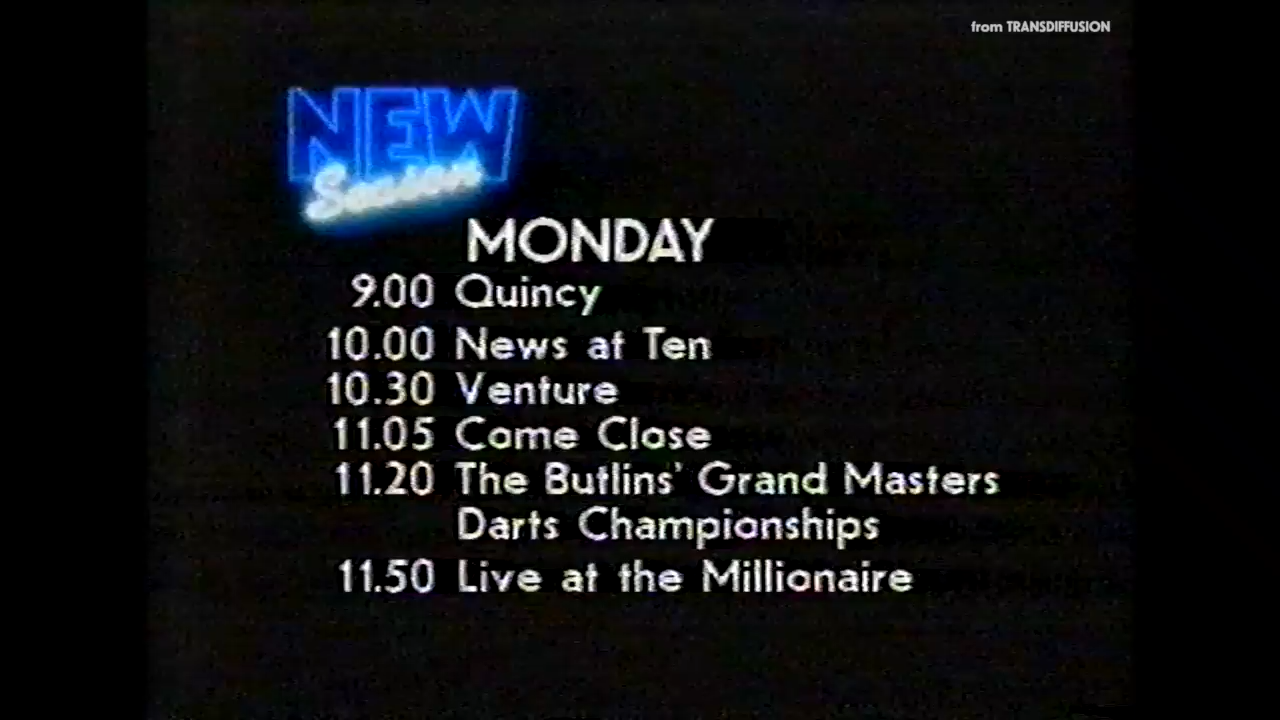 from TRANSDIFFUSION
NEW
Season
MONDAY
9.00 Quincy
10.00 News at Ten
10.30 Venture
11.05 Come Close
11.20 The Butlins' Grand Masters
Darts Championships
11.50 Live at the Millionaire